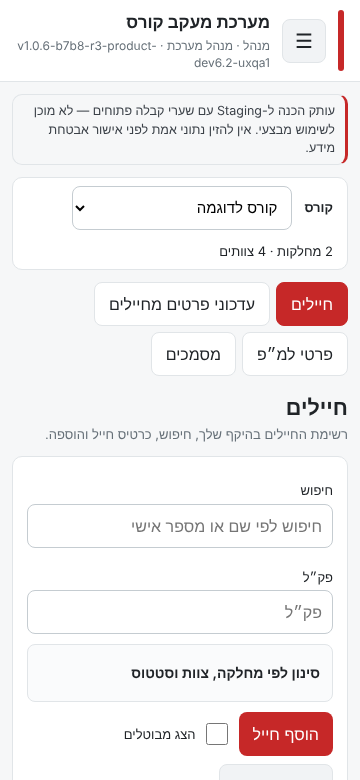 מערכת מעקב קורס
מנהל · מנהל מערכת · v1.0.6-b7b8-r3-product-
dev6.2-uxqa1
☰
עותק הכנה ל-Staging עם שערי קבלה פתוחים — לא מוכן
לשימוש מבצעי. אין להזין נתוני אמת לפני אישור אבטחת
מידע.
קורס
קורס לדוגמה
2 מחלקות · 4 צוותים
חיילים
עדכוני פרטים מחיילים
פרטי למ״פ
מסמכים
חיילים
רשימת החיילים בהיקף שלך, חיפוש, כרטיס חייל והוספה.
חיפוש
חיפוש לפי שם או מספר אישי
פק״ל
פק״ל
סינון לפי מחלקה, צוות וסטטוס
הוסף חייל
הצג מבוטלים